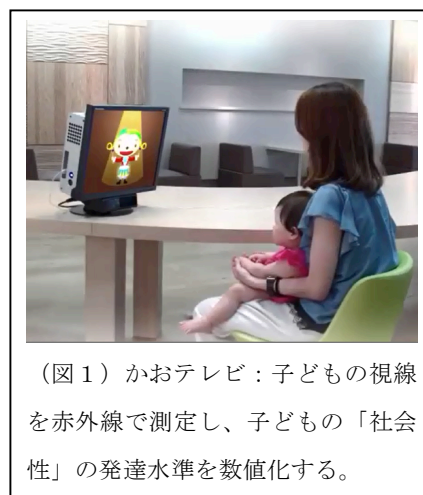 （図１）かおテレビ：子どもの視線
を赤外線で測定し、子どもの「社会
性」の発達水準を数値化する。